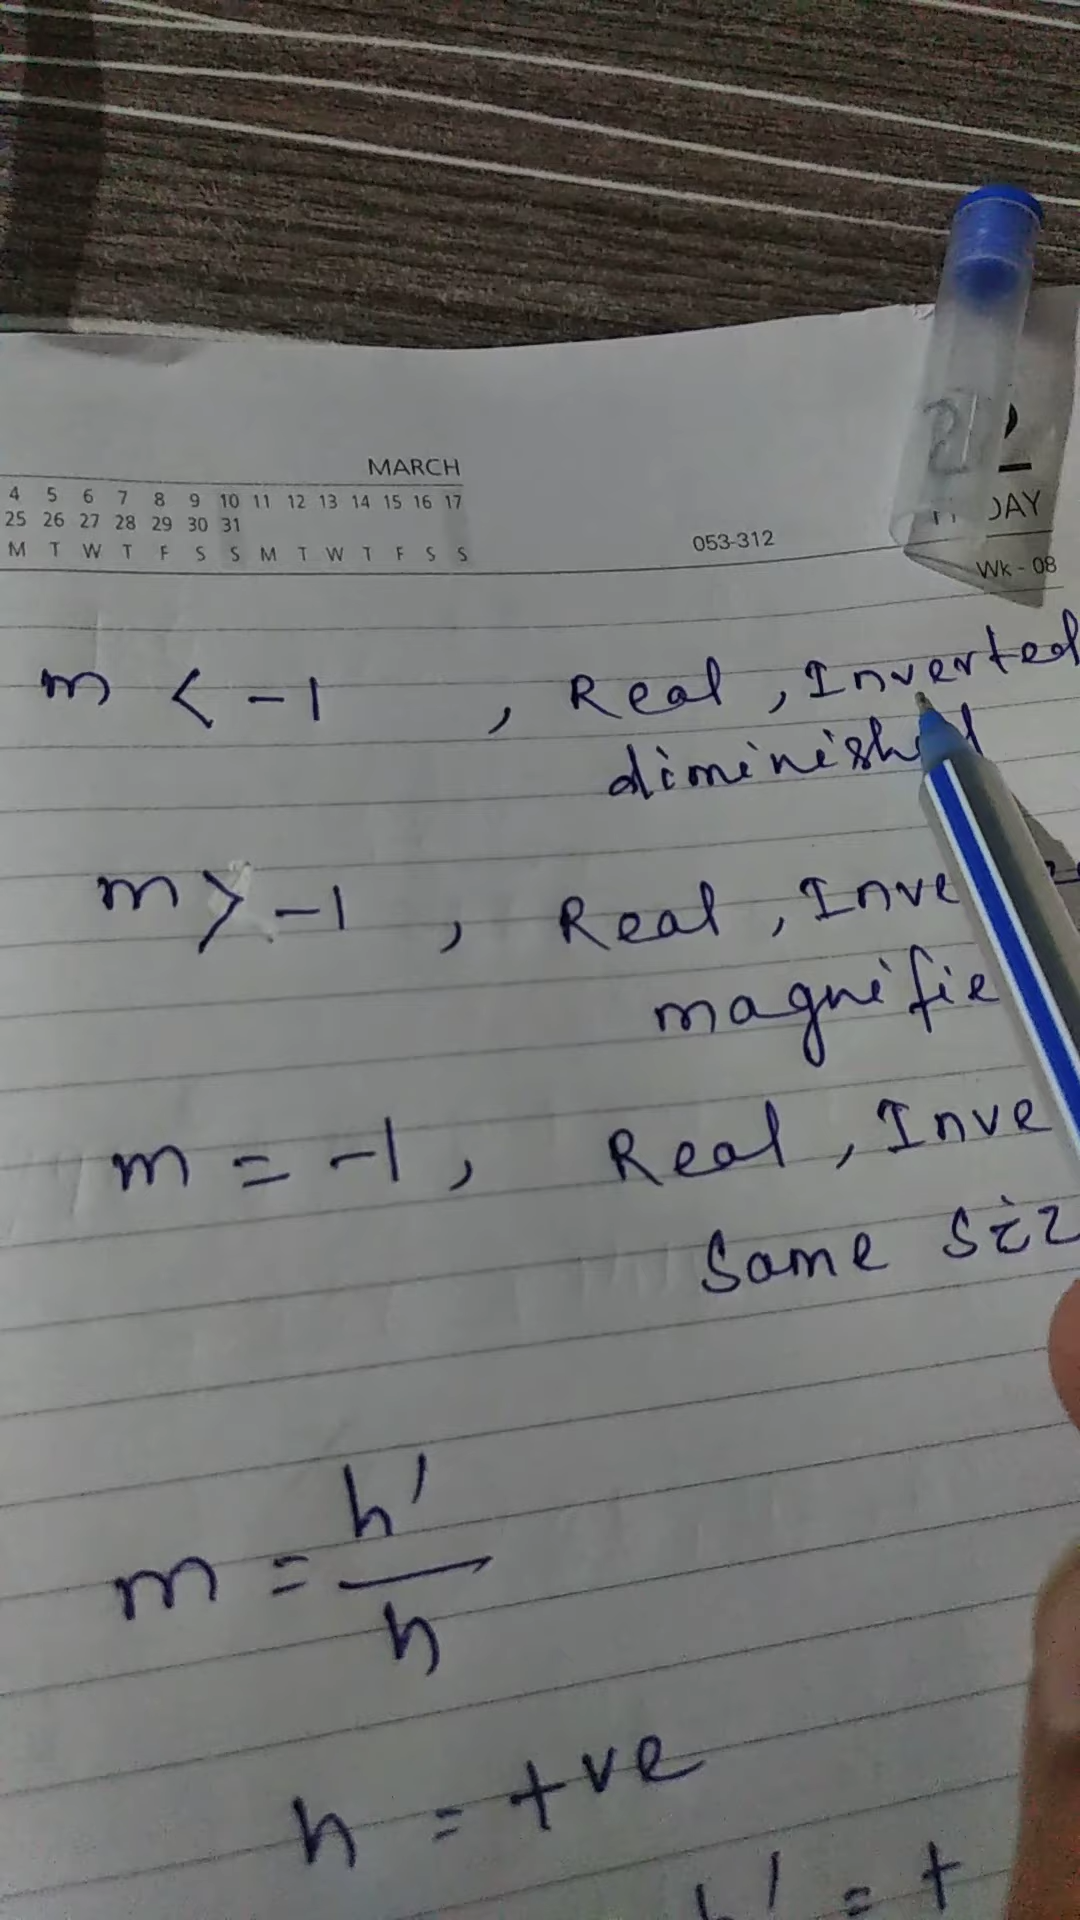 MARCH
4 5 6 7 8 9 10 11 12 13 14 15 16 17
25 26 27 28 29 30 31
M T W T F S S M T W T F S S
053-312
DAY
Wk - 08
m < -1 , Real , Inverted
diminished
m > -1 , Real , Inve
magnifie
m = -1 , Real , Inve
Same siz
m = h'
h
h = +ve
h' = +